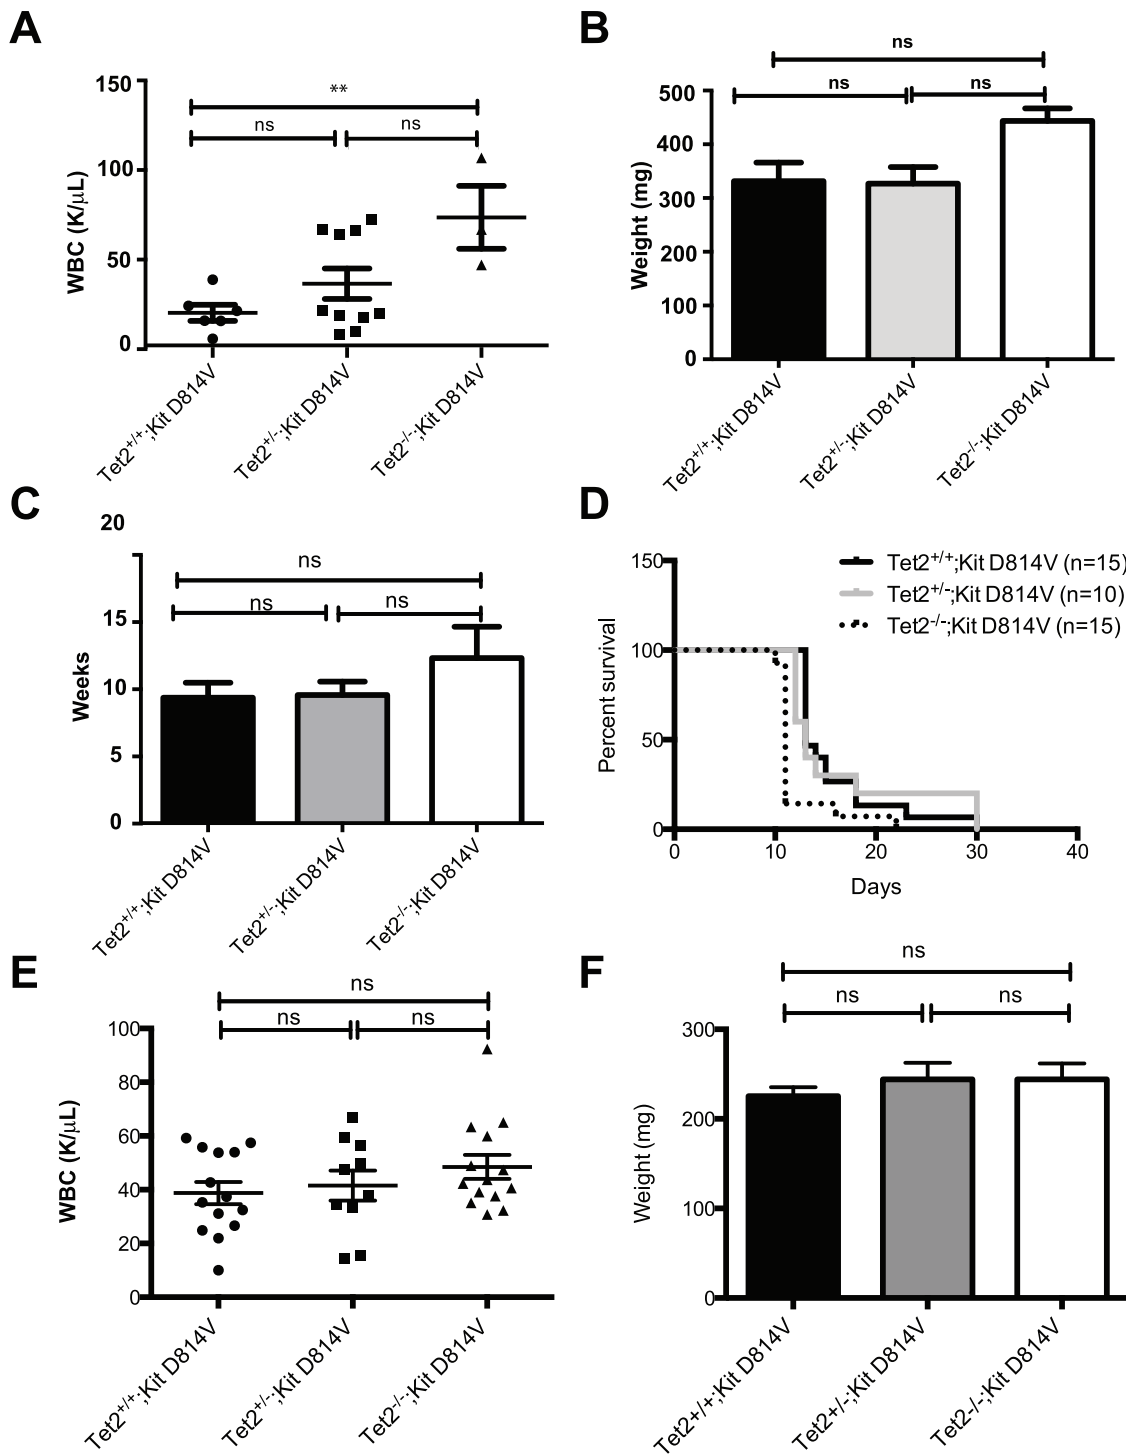 A
WBC (K/µL)
150
100
50
0
**
ns
ns
Tet2+/+;Kit D814V
Tet2+/-;Kit D814V
Tet2-/-;Kit D814V
B
Weight (mg)
500
400
300
200
100
0
ns
ns
ns
Tet2+/+;Kit D814V
Tet2+/-;Kit D814V
Tet2-/-;Kit D814V
C
Weeks
20
15
10
5
0
ns
ns
ns
Tet2+/+;Kit D814V
Tet2+/-;Kit D814V
Tet2-/-;Kit D814V
D
Percent survival
150
100
50
0
0
10
20
30
40
Days
Tet2+/+;Kit D814V (n=15)
Tet2+/-;Kit D814V (n=10)
Tet2-/-;Kit D814V (n=15)
E
WBC (K/µL)
100
80
60
40
20
0
ns
ns
ns
Tet2+/+;Kit D814V
Tet2+/-;Kit D814V
Tet2-/-;Kit D814V
F
Weight (mg)
300
200
100
0
ns
ns
ns
Tet2+/+;Kit D814V
Tet2+/-;Kit D814V
Tet2-/-;Kit D814V